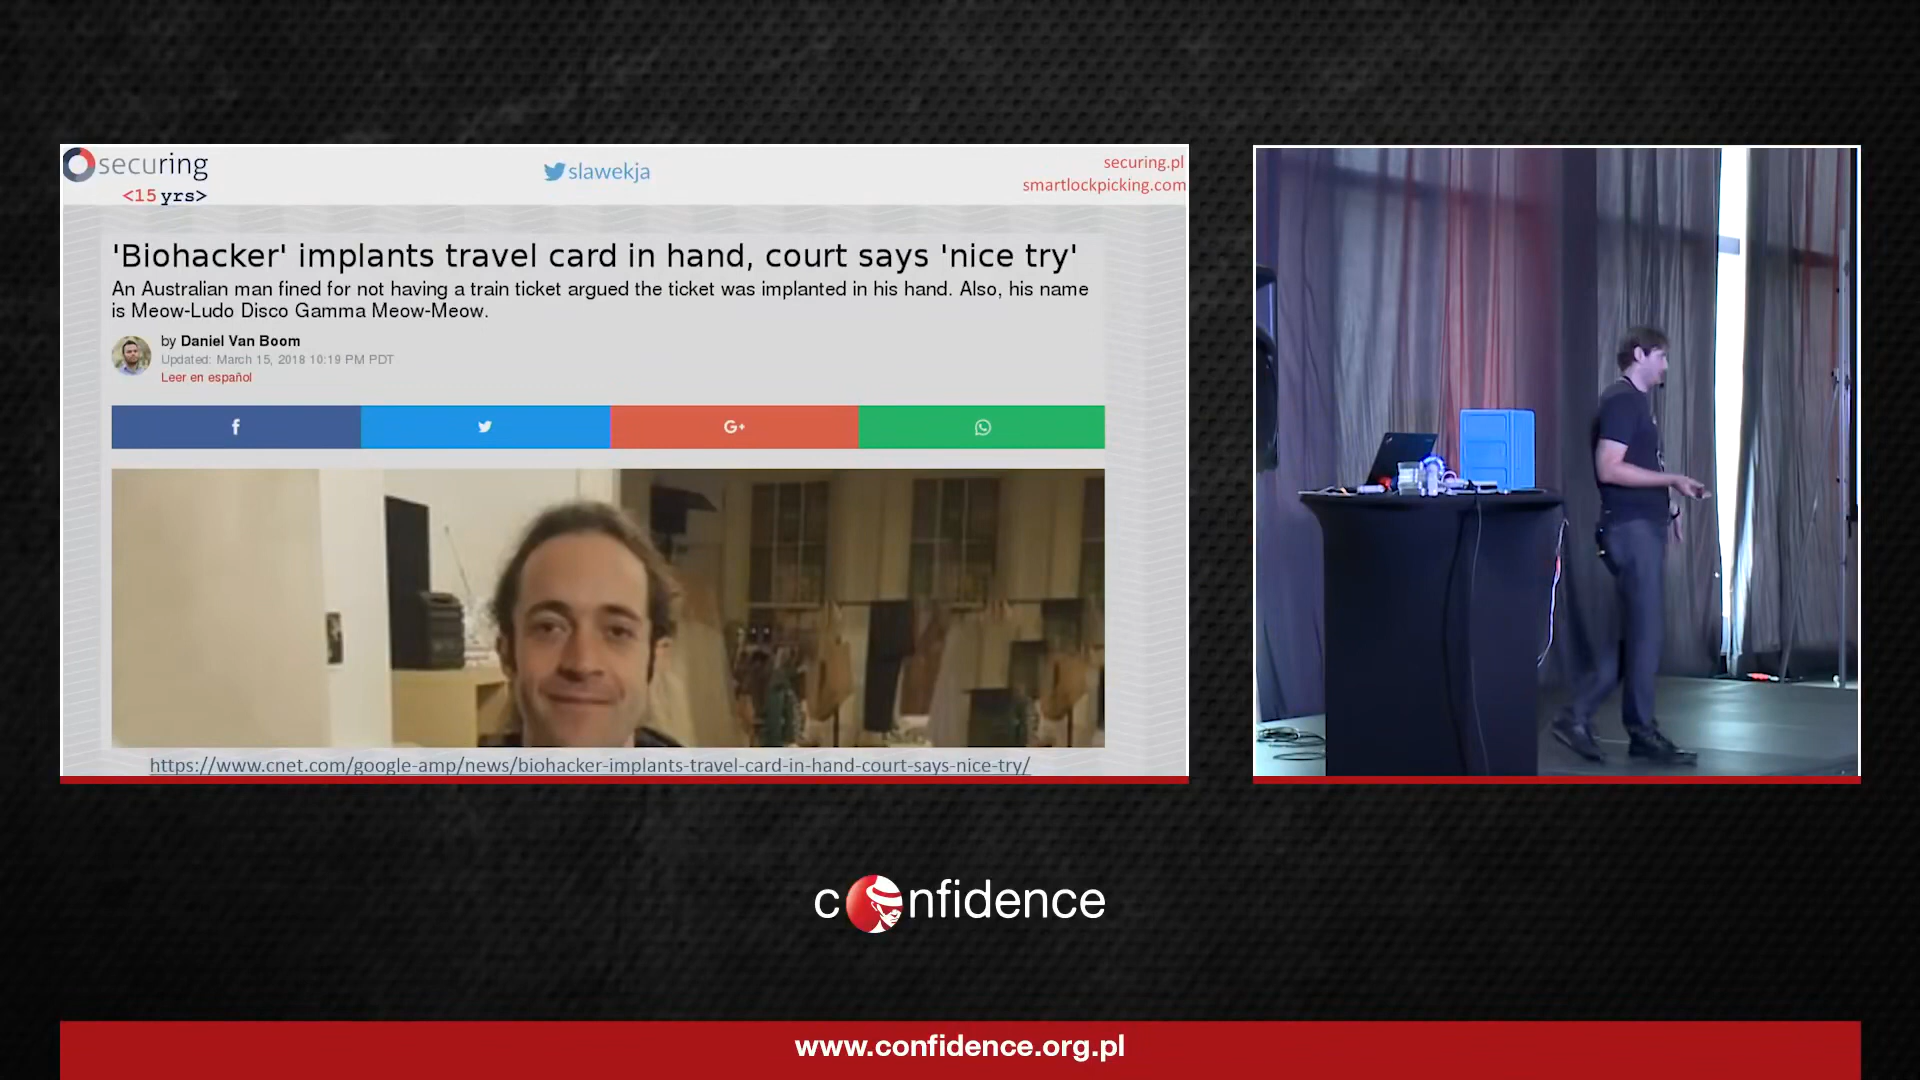 securing
<15 yrs>
slawekja
securing.pl
smartlockpicking.com
'Biohacker' implants travel card in hand, court says 'nice try'
An Australian man fined for not having a train ticket argued the ticket was implanted in his hand. Also, his name
is Meow-Ludo Disco Gamma Meow-Meow.
by Daniel Van Boom
Updated: March 15, 2018 10:19 PM PDT
Leer en español
f
G+
https://www.cnet.com/google-amp/news/biohacker-implants-travel-card-in-hand-court-says-nice-try/
confidence
www.confidence.org.pl